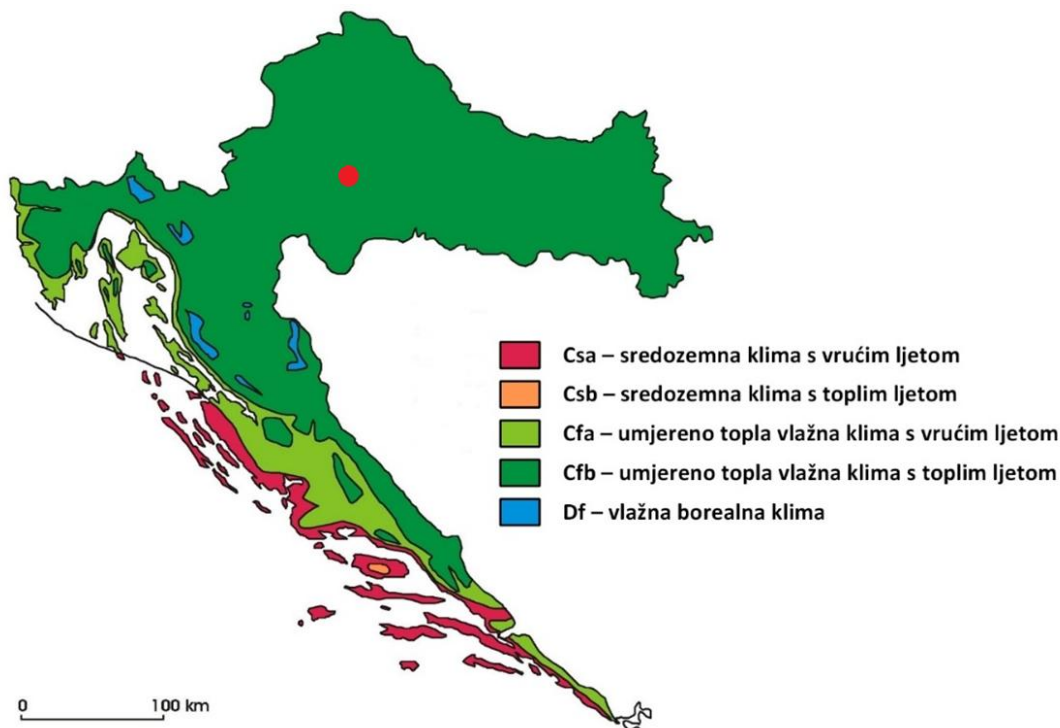 Csa – sredozemna klima s vrućim ljetom
Csb – sredozemna klima s toplim ljetom
Cfa – umjereno topla vlažna klima s vrućim ljetom
Cfb – umjereno topla vlažna klima s toplim ljetom
Df – vlažna borealna klima
0 100 km